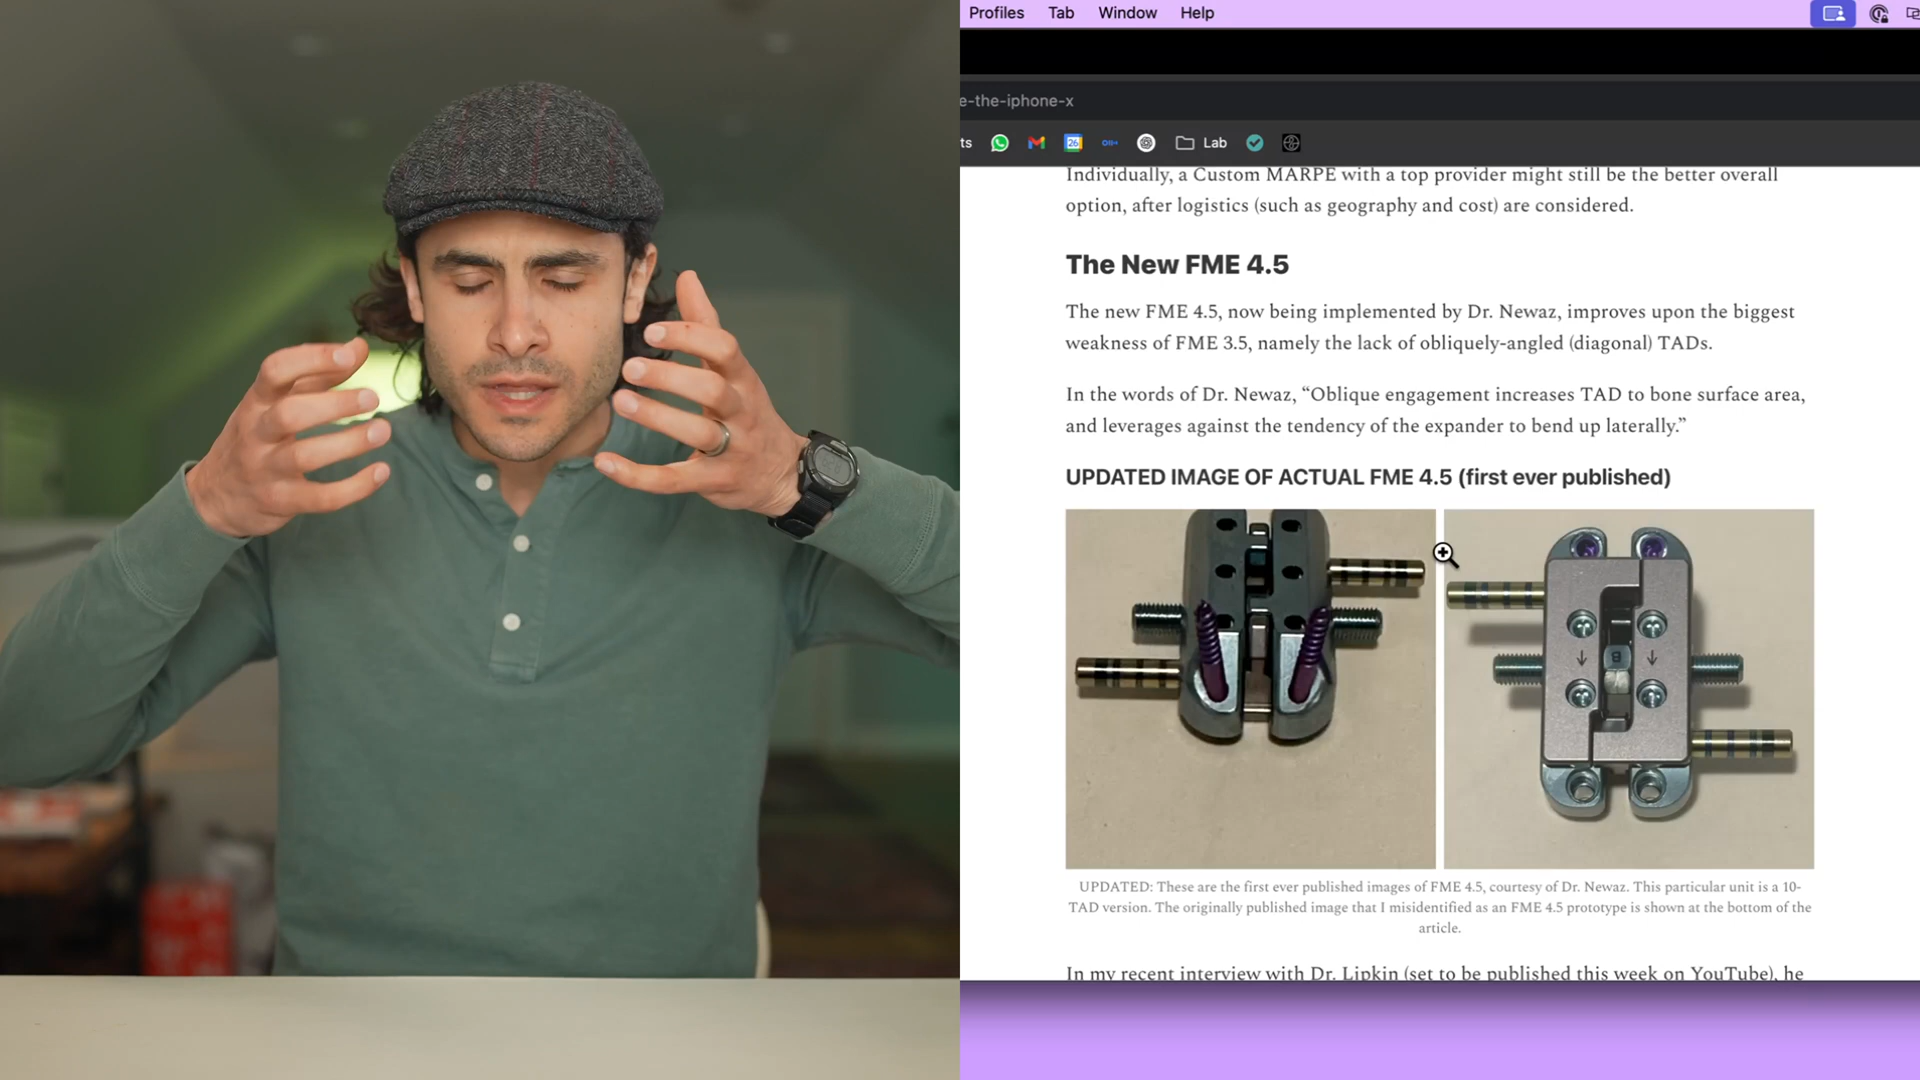 Profiles Tab Window Help
e-the-iphone-x
ts 26 Lab
Individually, a Custom MARPE with a top provider might still be the better overall
option, after logistics (such as geography and cost) are considered.
The New FME 4.5
The new FME 4.5, now being implemented by Dr. Newaz, improves upon the biggest
weakness of FME 3.5, namely the lack of obliquely-angled (diagonal) TADs.
In the words of Dr. Newaz, “Oblique engagement increases TAD to bone surface area,
and leverages against the tendency of the expander to bend up laterally.”
UPDATED IMAGE OF ACTUAL FME 4.5 (first ever published)
UPDATED: These are the first ever published images of FME 4.5, courtesy of Dr. Newaz. This particular unit is a 10-
TAD version. The originally published image that I misidentified as an FME 4.5 prototype is shown at the bottom of the
article.
In my recent interview with Dr. Lipkin (set to be published this week on YouTube), he